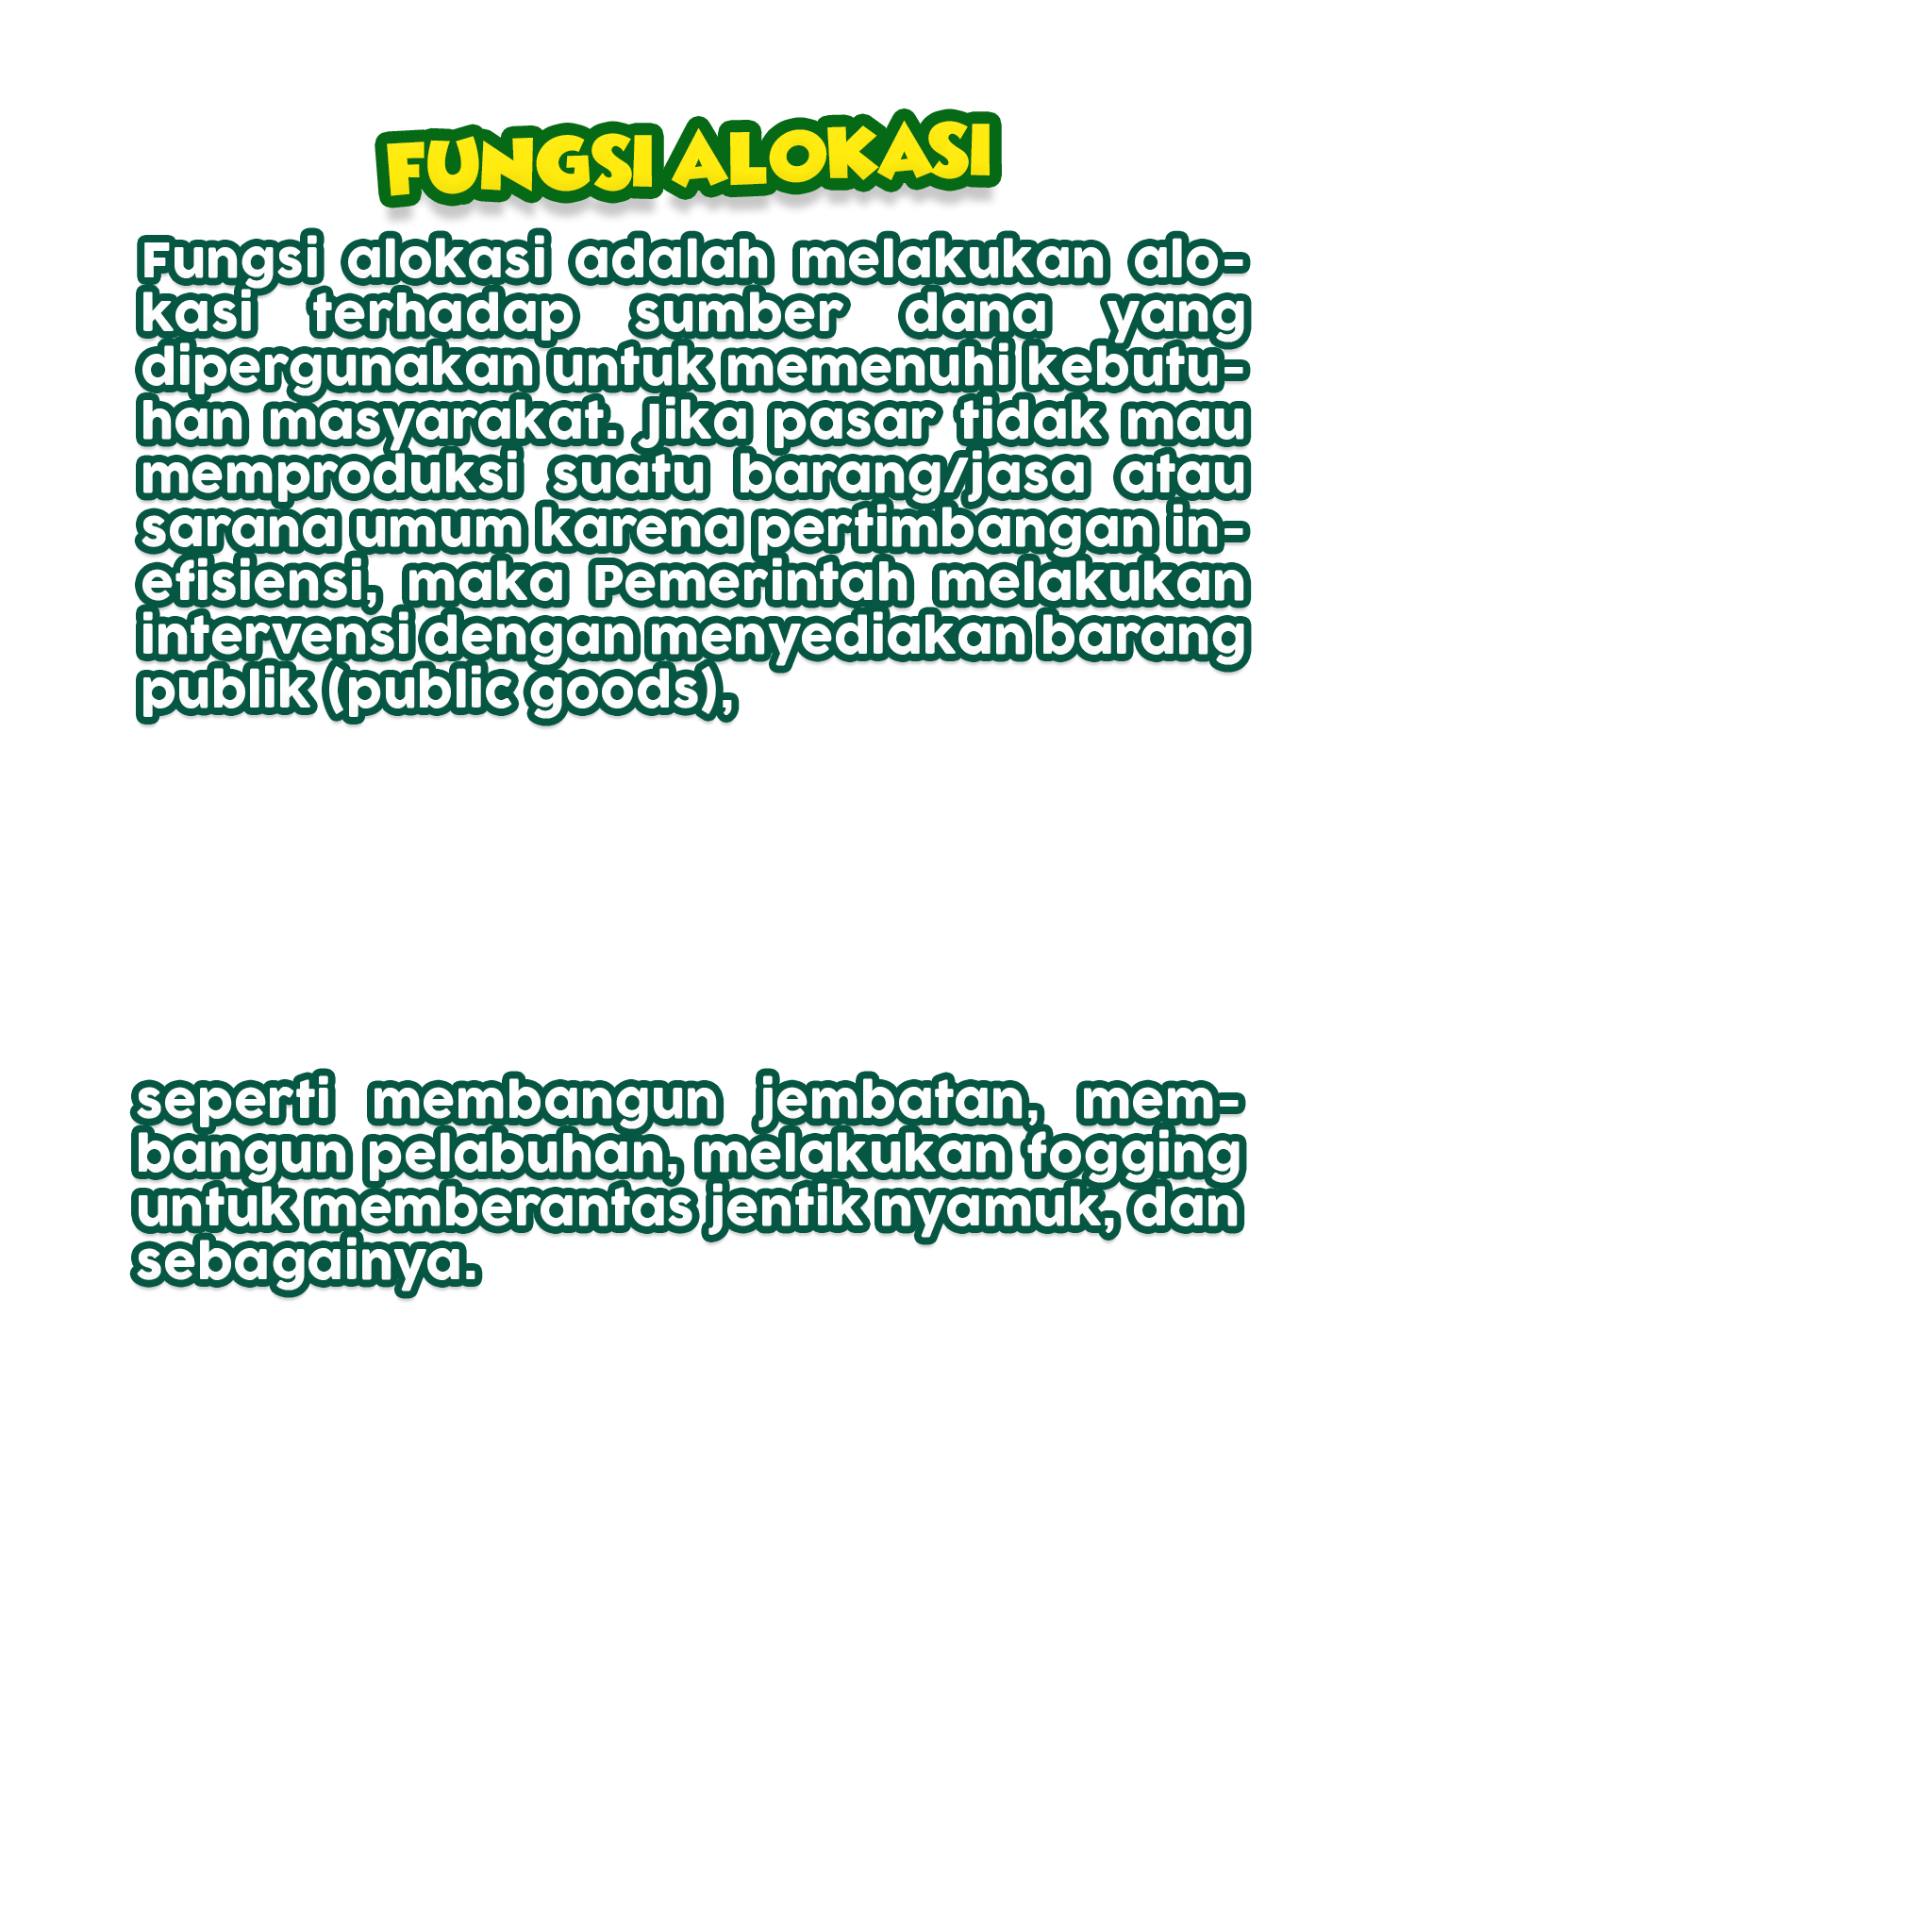 FUNGSI ALOKASI
Fungsi alokasi adalah melakukan alo-
kasi terhadap sumber dana yang
dipergunakan untuk memenuhi kebutu-
han masyarakat. Jika pasar tidak mau
memproduksi suatu barang/jasa atau
sarana umum karena pertimbangan in-
efisiensi, maka Pemerintah melakukan
intervensi dengan menyediakan barang
publik (public goods),
seperti membangun jembatan, mem-
bangun pelabuhan, melakukan fogging
untuk memberantas jentik nyamuk, dan
sebagainya.